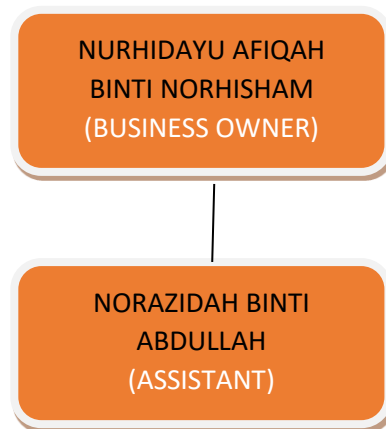 NURHIDAYU AFIQAH
BINTI NORHISHAM
(BUSINESS OWNER)
NORAZIDAH BINTI
ABDULLAH
(ASSISTANT)